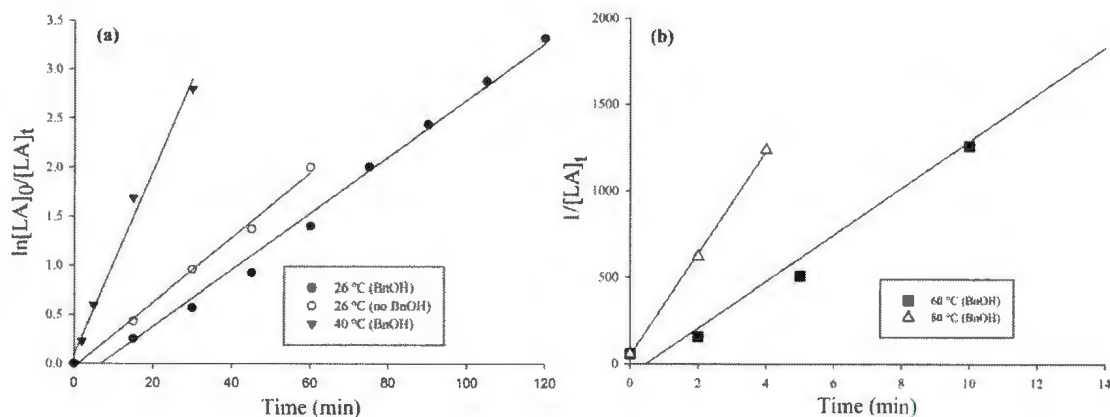 (a)
ln[LA]0/[LA]t
3.5
3.0
2.5
2.0
1.5
1.0
0.5
0.0
0 20 40 60 80 100 120
Time (min)
26 °C (BnOH)
26 °C (no BnOH)
40 °C (BnOH)
(b)
1/[LA]t
2000
1500
1000
500
0
0 2 4 6 8 10 12 14
Time (min)
60 °C (BnOH)
80 °C (BnOH)